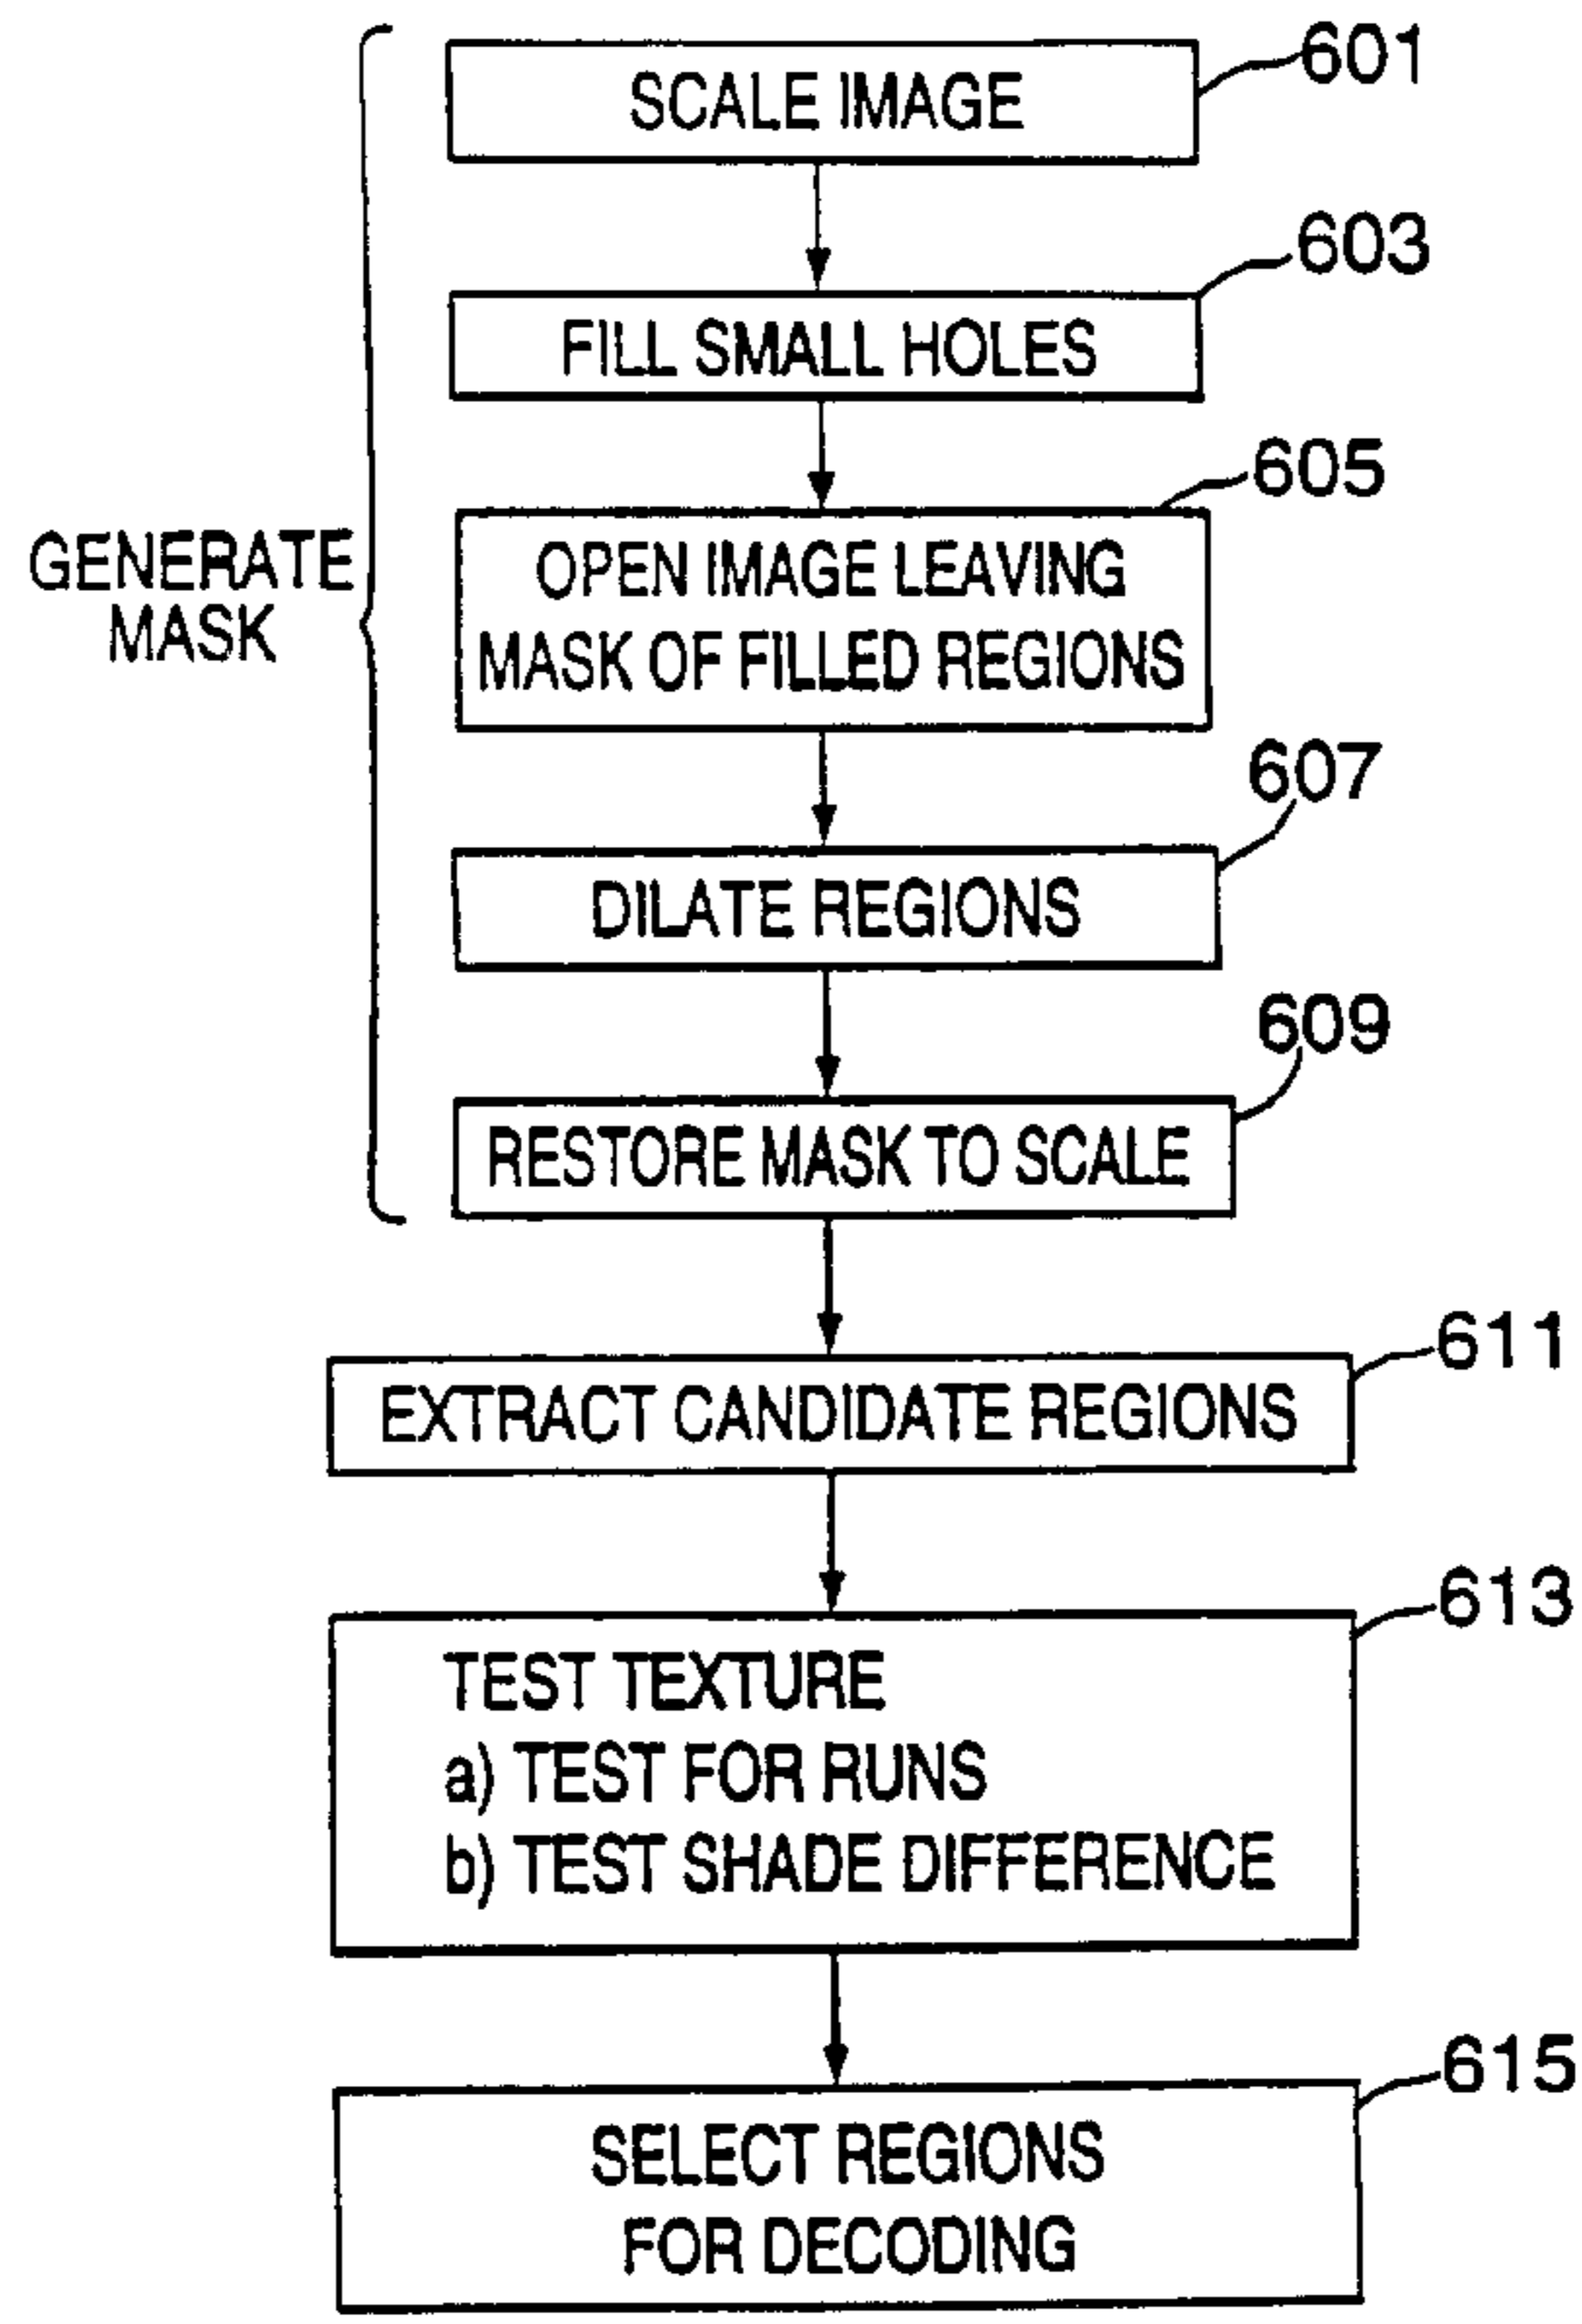 SCALE IMAGE
601
FILL SMALL HOLES
603
GENERATE
MASK
OPEN IMAGE LEAVING
MASK OF FILLED REGIONS
605
DILATE REGIONS
607
RESTORE MASK TO SCALE
609
EXTRACT CANDIDATE REGIONS
611
TEST TEXTURE
a) TEST FOR RUNS
b) TEST SHADE DIFFERENCE
613
SELECT REGIONS
FOR DECODING
615